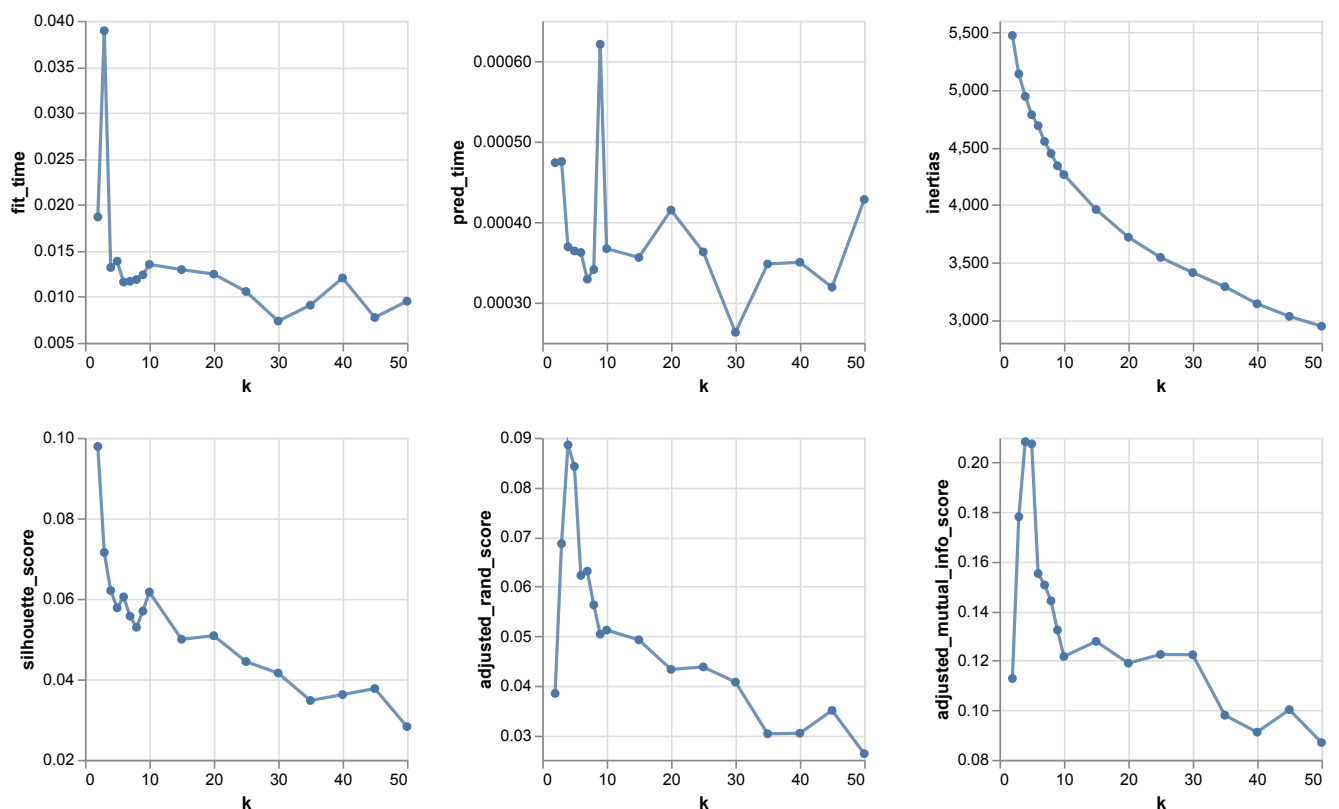 0.040
0.035
0.030
0.025
0.020
0.015
0.010
0.005
fit_time
0 10 20 30 40 50
k
0.00060
0.00050
0.00040
0.00030
pred_time
0 10 20 30 40 50
k
5,500
5,000
4,500
4,000
3,500
3,000
inertias
0 10 20 30 40 50
k
0.10
0.08
0.06
0.04
0.02
silhouette_score
0 10 20 30 40 50
k
0.09
0.08
0.07
0.06
0.05
0.04
0.03
adjusted_rand_score
0 10 20 30 40 50
k
0.20
0.18
0.16
0.14
0.12
0.10
0.08
adjusted_mutual_info_score
0 10 20 30 40 50
k